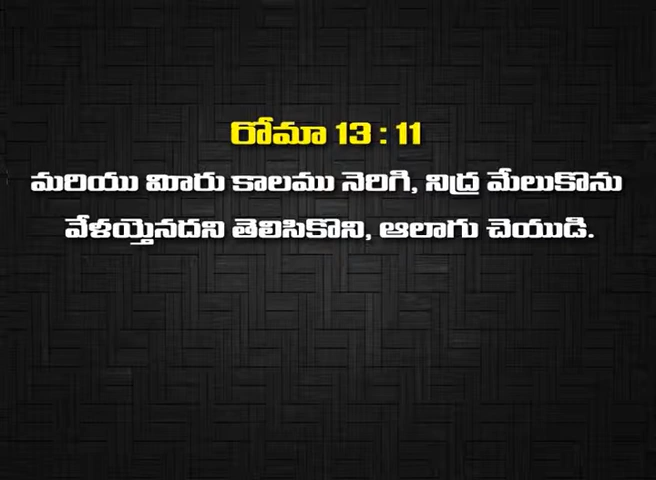 రోమా 13 : 11
మరియు మీరు కాలము నెరిగి, నిద్ర మేలుకొను
వేళయైనదని తెలిసికొని, ఆలాగు చెయుడి.